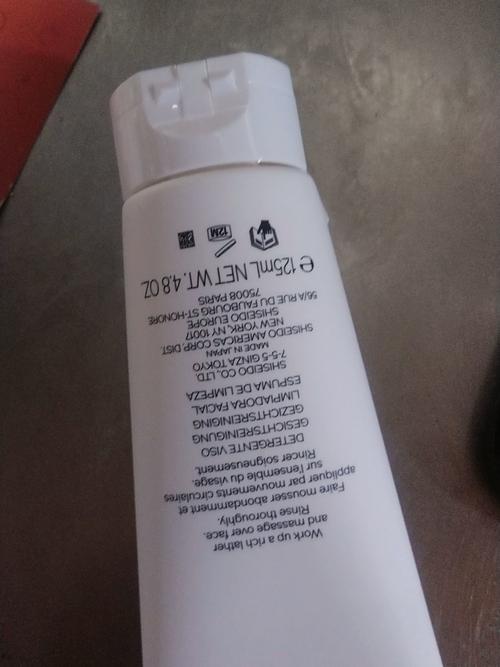 Work up a rich lather
and massage over face.
Rinse thoroughly.
Faire mousser abondamment et
appliquer par mouvements circulaires
sur l'ensemble du visage.
Rincer soigneusement.
DETERGENTE VISO
GESICHTSREINIGUNG
GEZICHTSREINIGING
LIMPIADORA FACIAL
ESPUMA DE LIMPEZA
SHISEIDO CO., LTD.
7-5-5 GINZA TOKYO
MADE IN JAPAN
SHISEIDO AMERICAS CORP. DIST.
NEW YORK, NY 10017
SHISEIDO EUROPE
56/A RUE DU FAUBOURG ST-HONORE
75008 PARIS
℮ 125mL NET WT. 4.8 OZ
12M